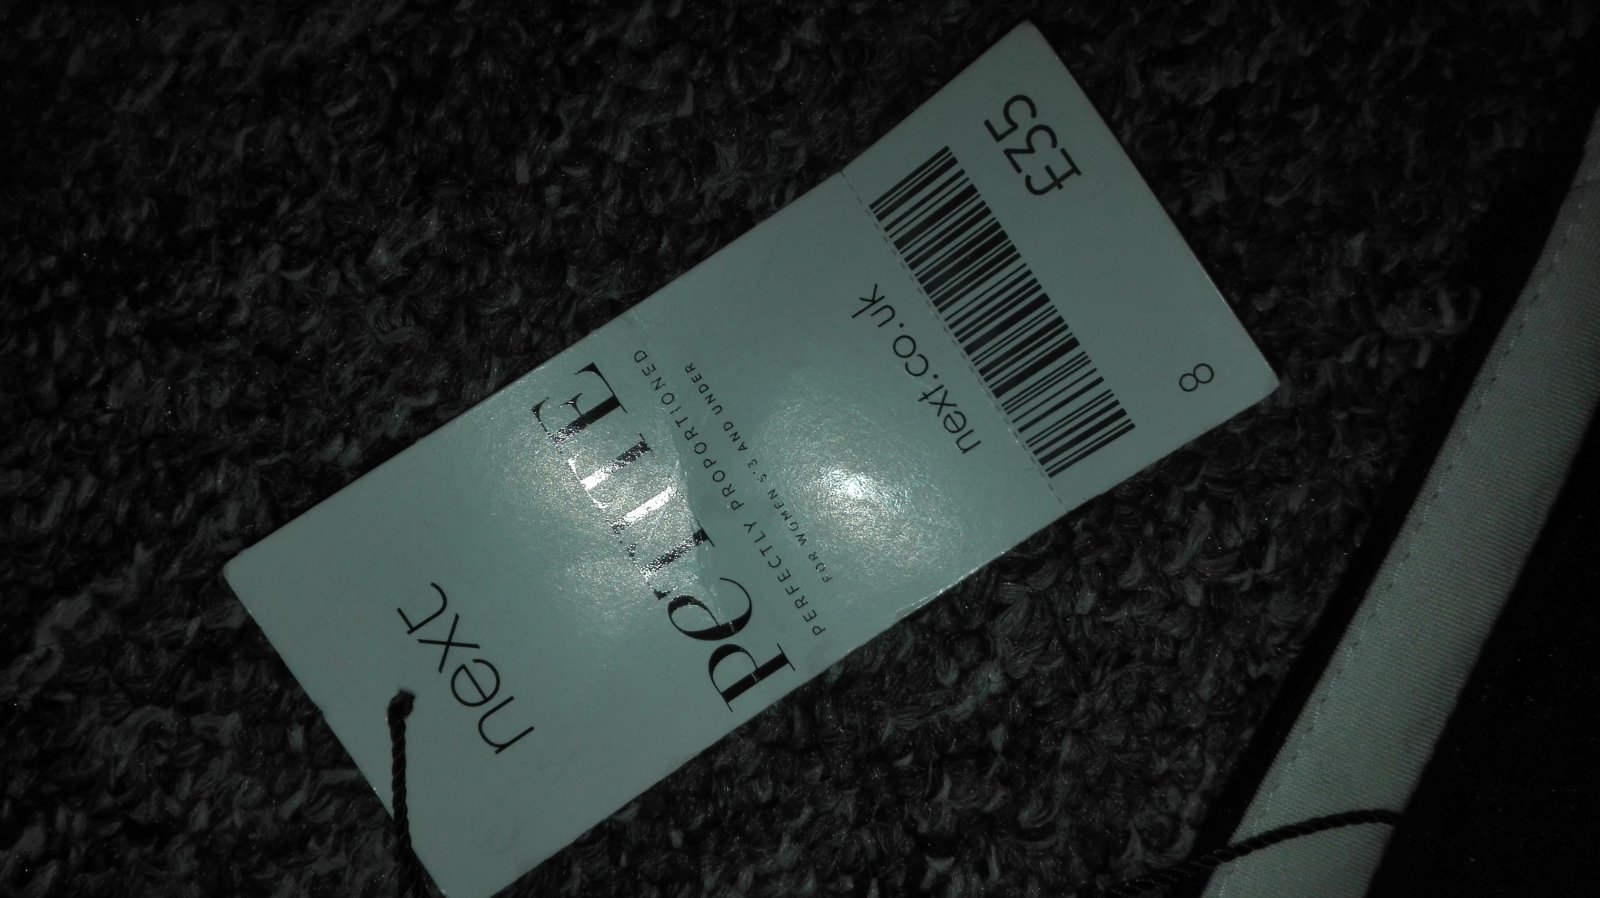 next
PeTITE
PERFECTLY PROPORTIONED
FOR WOMEN 5'3 AND UNDER
next.co.uk
£35
8